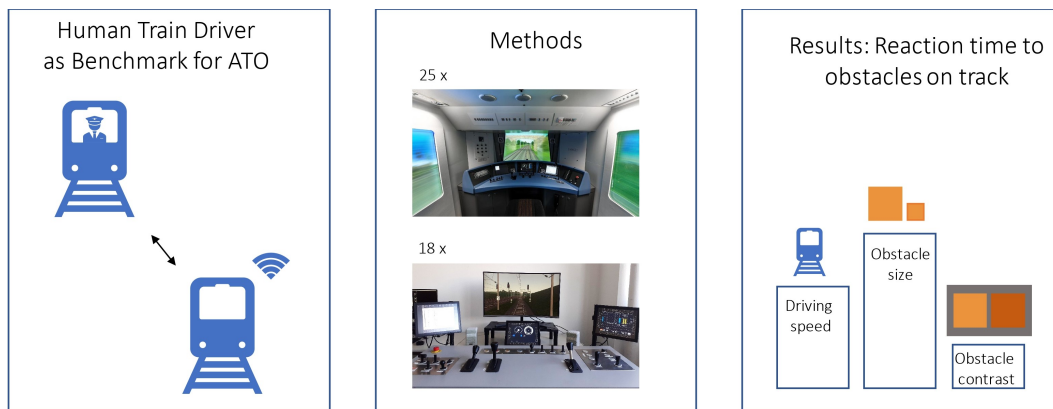 Human Train Driver
as Benchmark for ATO
Methods
25 x
18 x
Results: Reaction time to
obstacles on track
Driving
speed
Obstacle
size
Obstacle
contrast